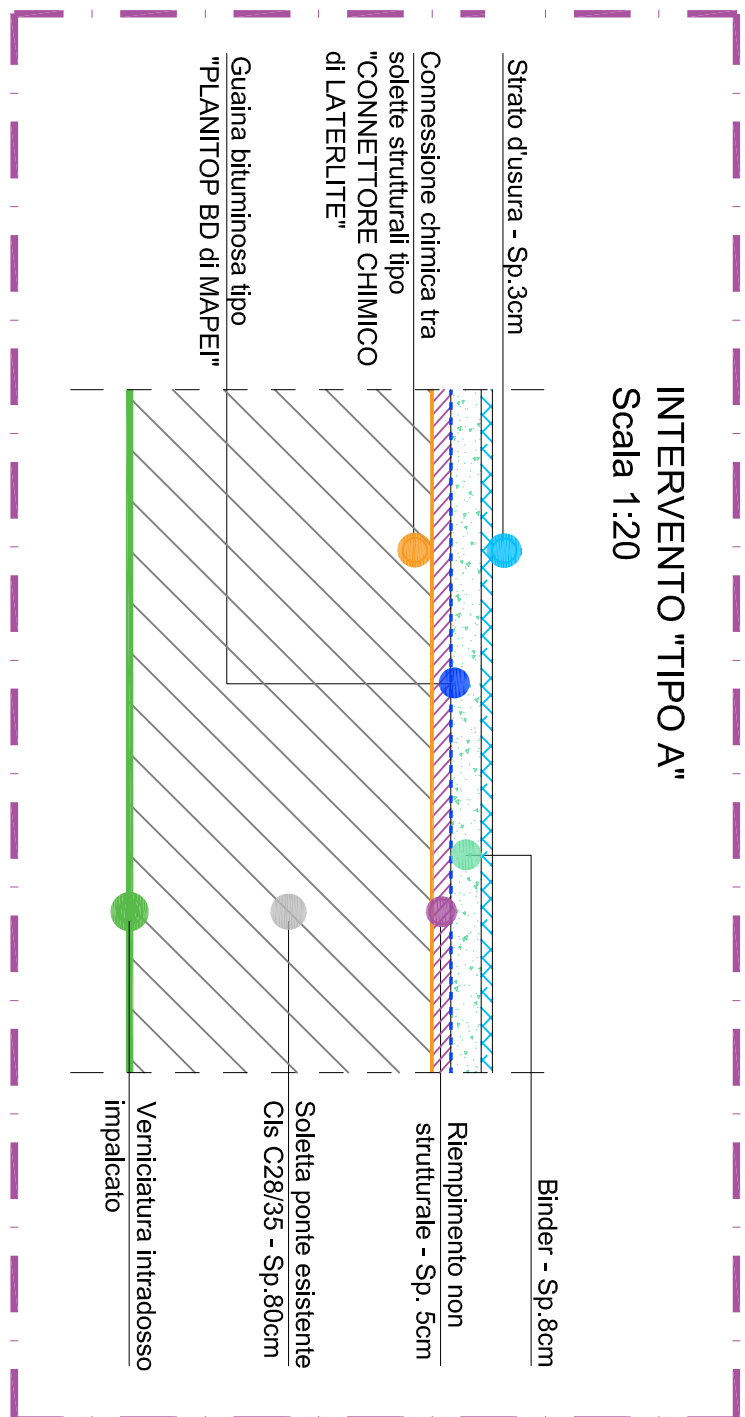 INTERVENTO "TIPO A"
Scala 1:20
Strato d'usura - Sp.3cm
Connessione chimica tra
solette strutturali tipo
"CONNETTORE CHIMICO
di LATERLITE"
Guaina bituminosa tipo
"PLANITOP BD di MAPEI"
Binder - Sp.8cm
Riempimento non
strutturale - Sp. 5cm
Soletta ponte esistente
Cls C28/35 - Sp.80cm
Verniciatura intradosso
impalcato